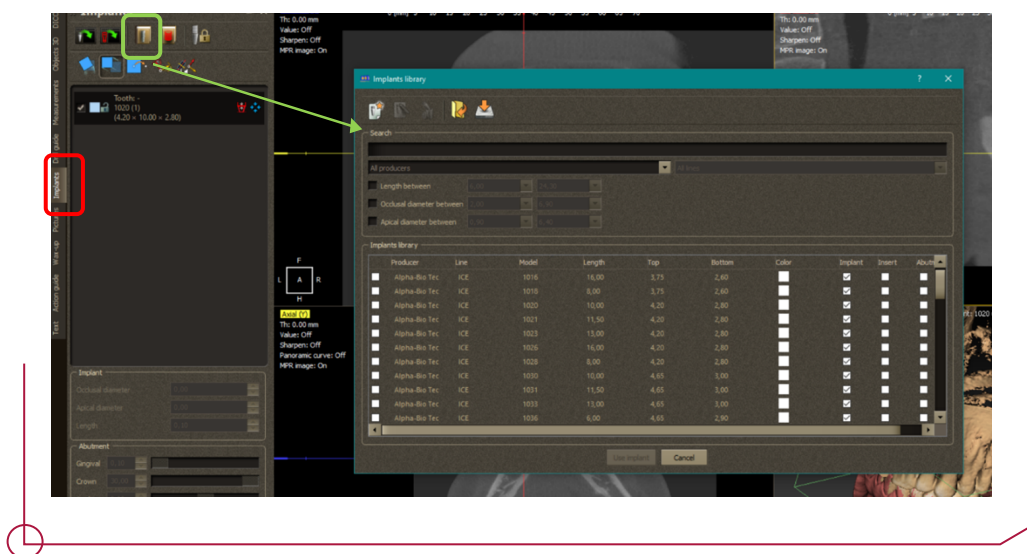 Th: 0.00 mm
Value: Off
Sharpen: Off
MPR image: On
Th: 0.00 mm
Value: Off
Sharpen: Off
MPR image: On
Objects 3D
Measurements
Implants
Wax-up
Action guide
Text
Tooth: -
1020 (1)
(4.20 × 10.00 × 2.80)
Implants library
? ×
Search
All producers
Length between
Occlusal diameter between
Apical diameter between
Implants library
Producer Line Model Length Top Bottom Color Implant Insert
Alpha-Bio Tec ICE 1016 16,00 3,75 2,60
Alpha-Bio Tec ICE 1018 8,00 3,75 2,60
Alpha-Bio Tec ICE 1020 10,00 4,20 2,80
Alpha-Bio Tec ICE 1021 11,50 4,20 2,80
Alpha-Bio Tec ICE 1023 13,00 4,20 2,80
Alpha-Bio Tec ICE 1026 16,00 4,20 2,80
Alpha-Bio Tec ICE 1028 8,00 4,20 2,80
Alpha-Bio Tec ICE 1030 10,00 4,65 3,00
Alpha-Bio Tec ICE 1031 11,50 4,65 3,00
Alpha-Bio Tec ICE 1033 13,00 4,65 3,00
Alpha-Bio Tec ICE 1036 6,00 4,65 2,90
Use implant Cancel
F
L A R
H
Axial (Y)
Th: 0.00 mm
Value: Off
Sharpen: Off
Panoramic curve: Off
MPR image: On
Implant
Occlusal diameter
Apical diameter
Length
Abutment
Gingival
Crown